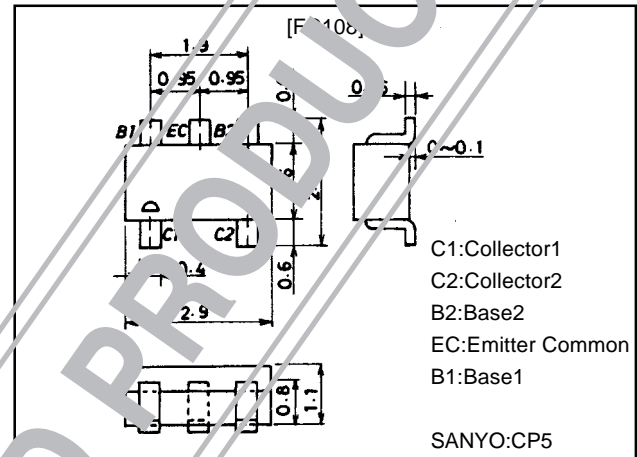 1.9
0.95 0.95
B1 EC
0~0.1
C1 C2
0.4
0.6
2.9
0.8
1.1
C1:Collector1
C2:Collector2
B2:Base2
EC:Emitter Common
B1:Base1
SANYO:CP5